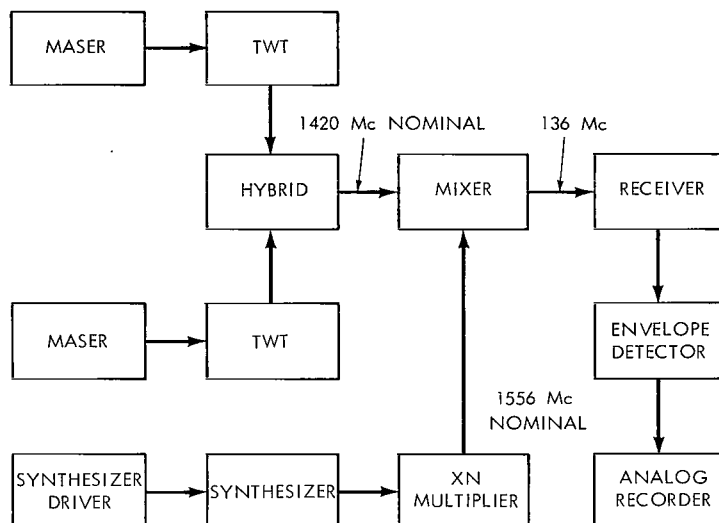 MASER
TWT
1420 Mc NOMINAL
136 Mc
HYBRID
MIXER
RECEIVER
MASER
TWT
ENVELOPE
DETECTOR
1556 Mc
NOMINAL
SYNTHESIZER
DRIVER
SYNTHESIZER
XN
MULTIPLIER
ANALOG
RECORDER